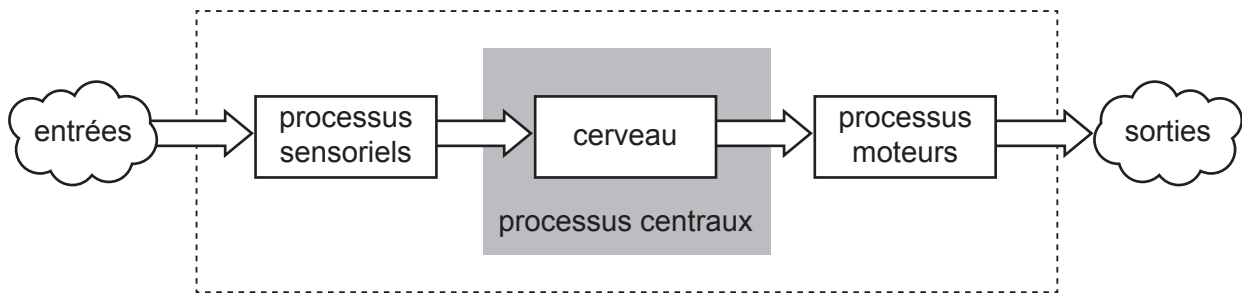 entrées
processus
sensoriels
cerveau
processus
moteurs
sorties
processus centraux